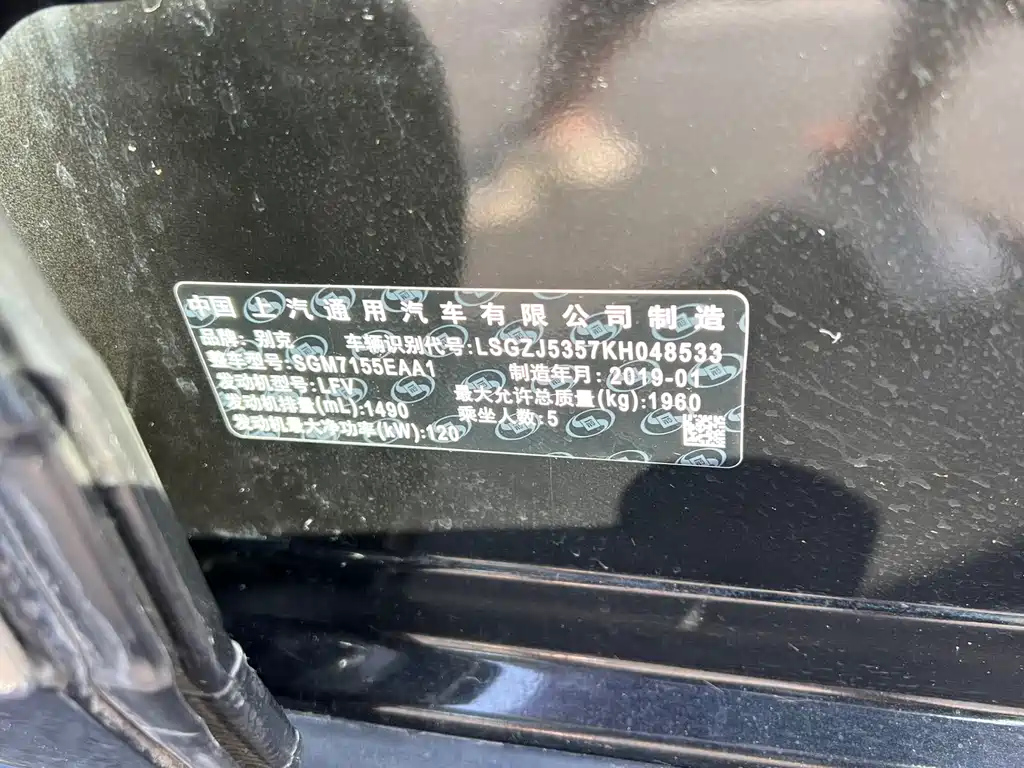 中国 上汽通用汽车有限公司制造
品牌: 别克 车辆识别代号:LSGZJ5357KH048533
整车型号:SGM7155EAA1 制造年月:2019-01
发动机型号:LFV 最大允许总质量(kg):1960
发动机排量(mL):1490 乘坐人数:5
发动机最大净功率(kW):120